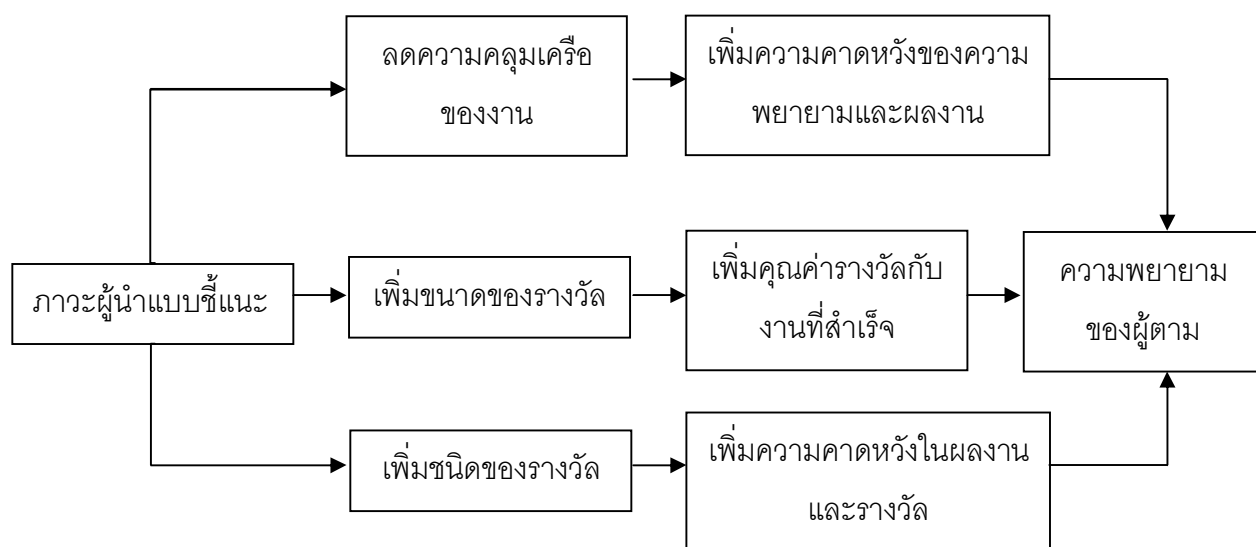 ลดความคลุมเครือ
ของงาน
เพิ่มความคาดหวังของความ
พยายามและผลงาน
ภาวะผู้นำแบบชี้แนะ
เพิ่มขนาดของรางวัล
เพิ่มคุณค่ารางวัลกับ
งานที่สำเร็จ
ความพยายาม
ของผู้ตาม
เพิ่มชนิดของรางวัล
เพิ่มความคาดหวังในผลงาน
และรางวัล